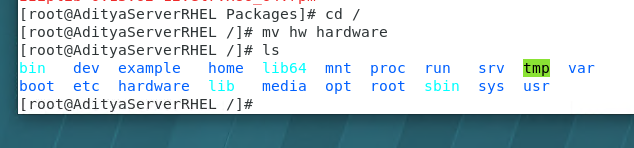 [root@AdityaServerRHEL Packages]# cd /
[root@AdityaServerRHEL /]# mv hw hardware
[root@AdityaServerRHEL /]# ls
bin   dev  example   home  lib64  mnt  proc  run   srv  tmp  var
boot  etc  hardware  lib   media  opt  root  sbin  sys  usr
[root@AdityaServerRHEL /]#